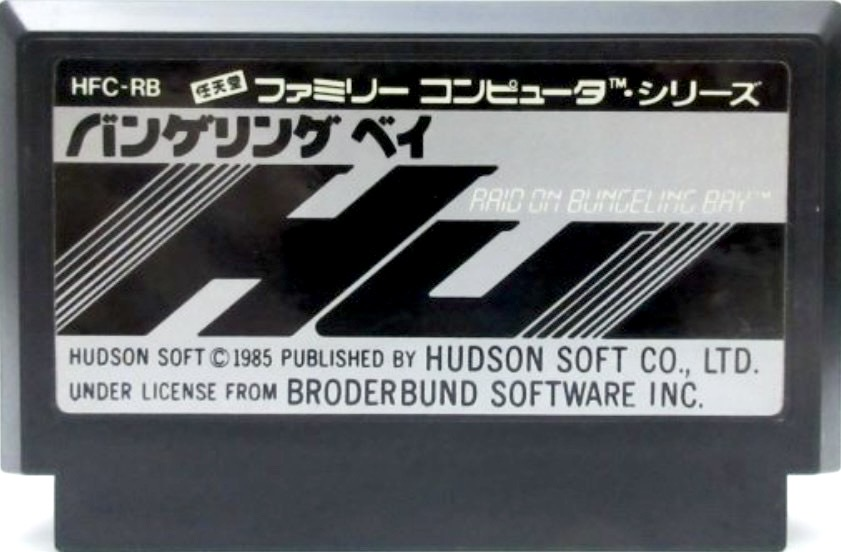 HFC-RB 任天堂 ファミリー コンピュータ™・シリーズ
バンゲリング ベイ
RAID ON BUNGELING BAY™
HU
HUDSON SOFT © 1985 PUBLISHED BY HUDSON SOFT CO., LTD.
UNDER LICENSE FROM BRODERBUND SOFTWARE INC.